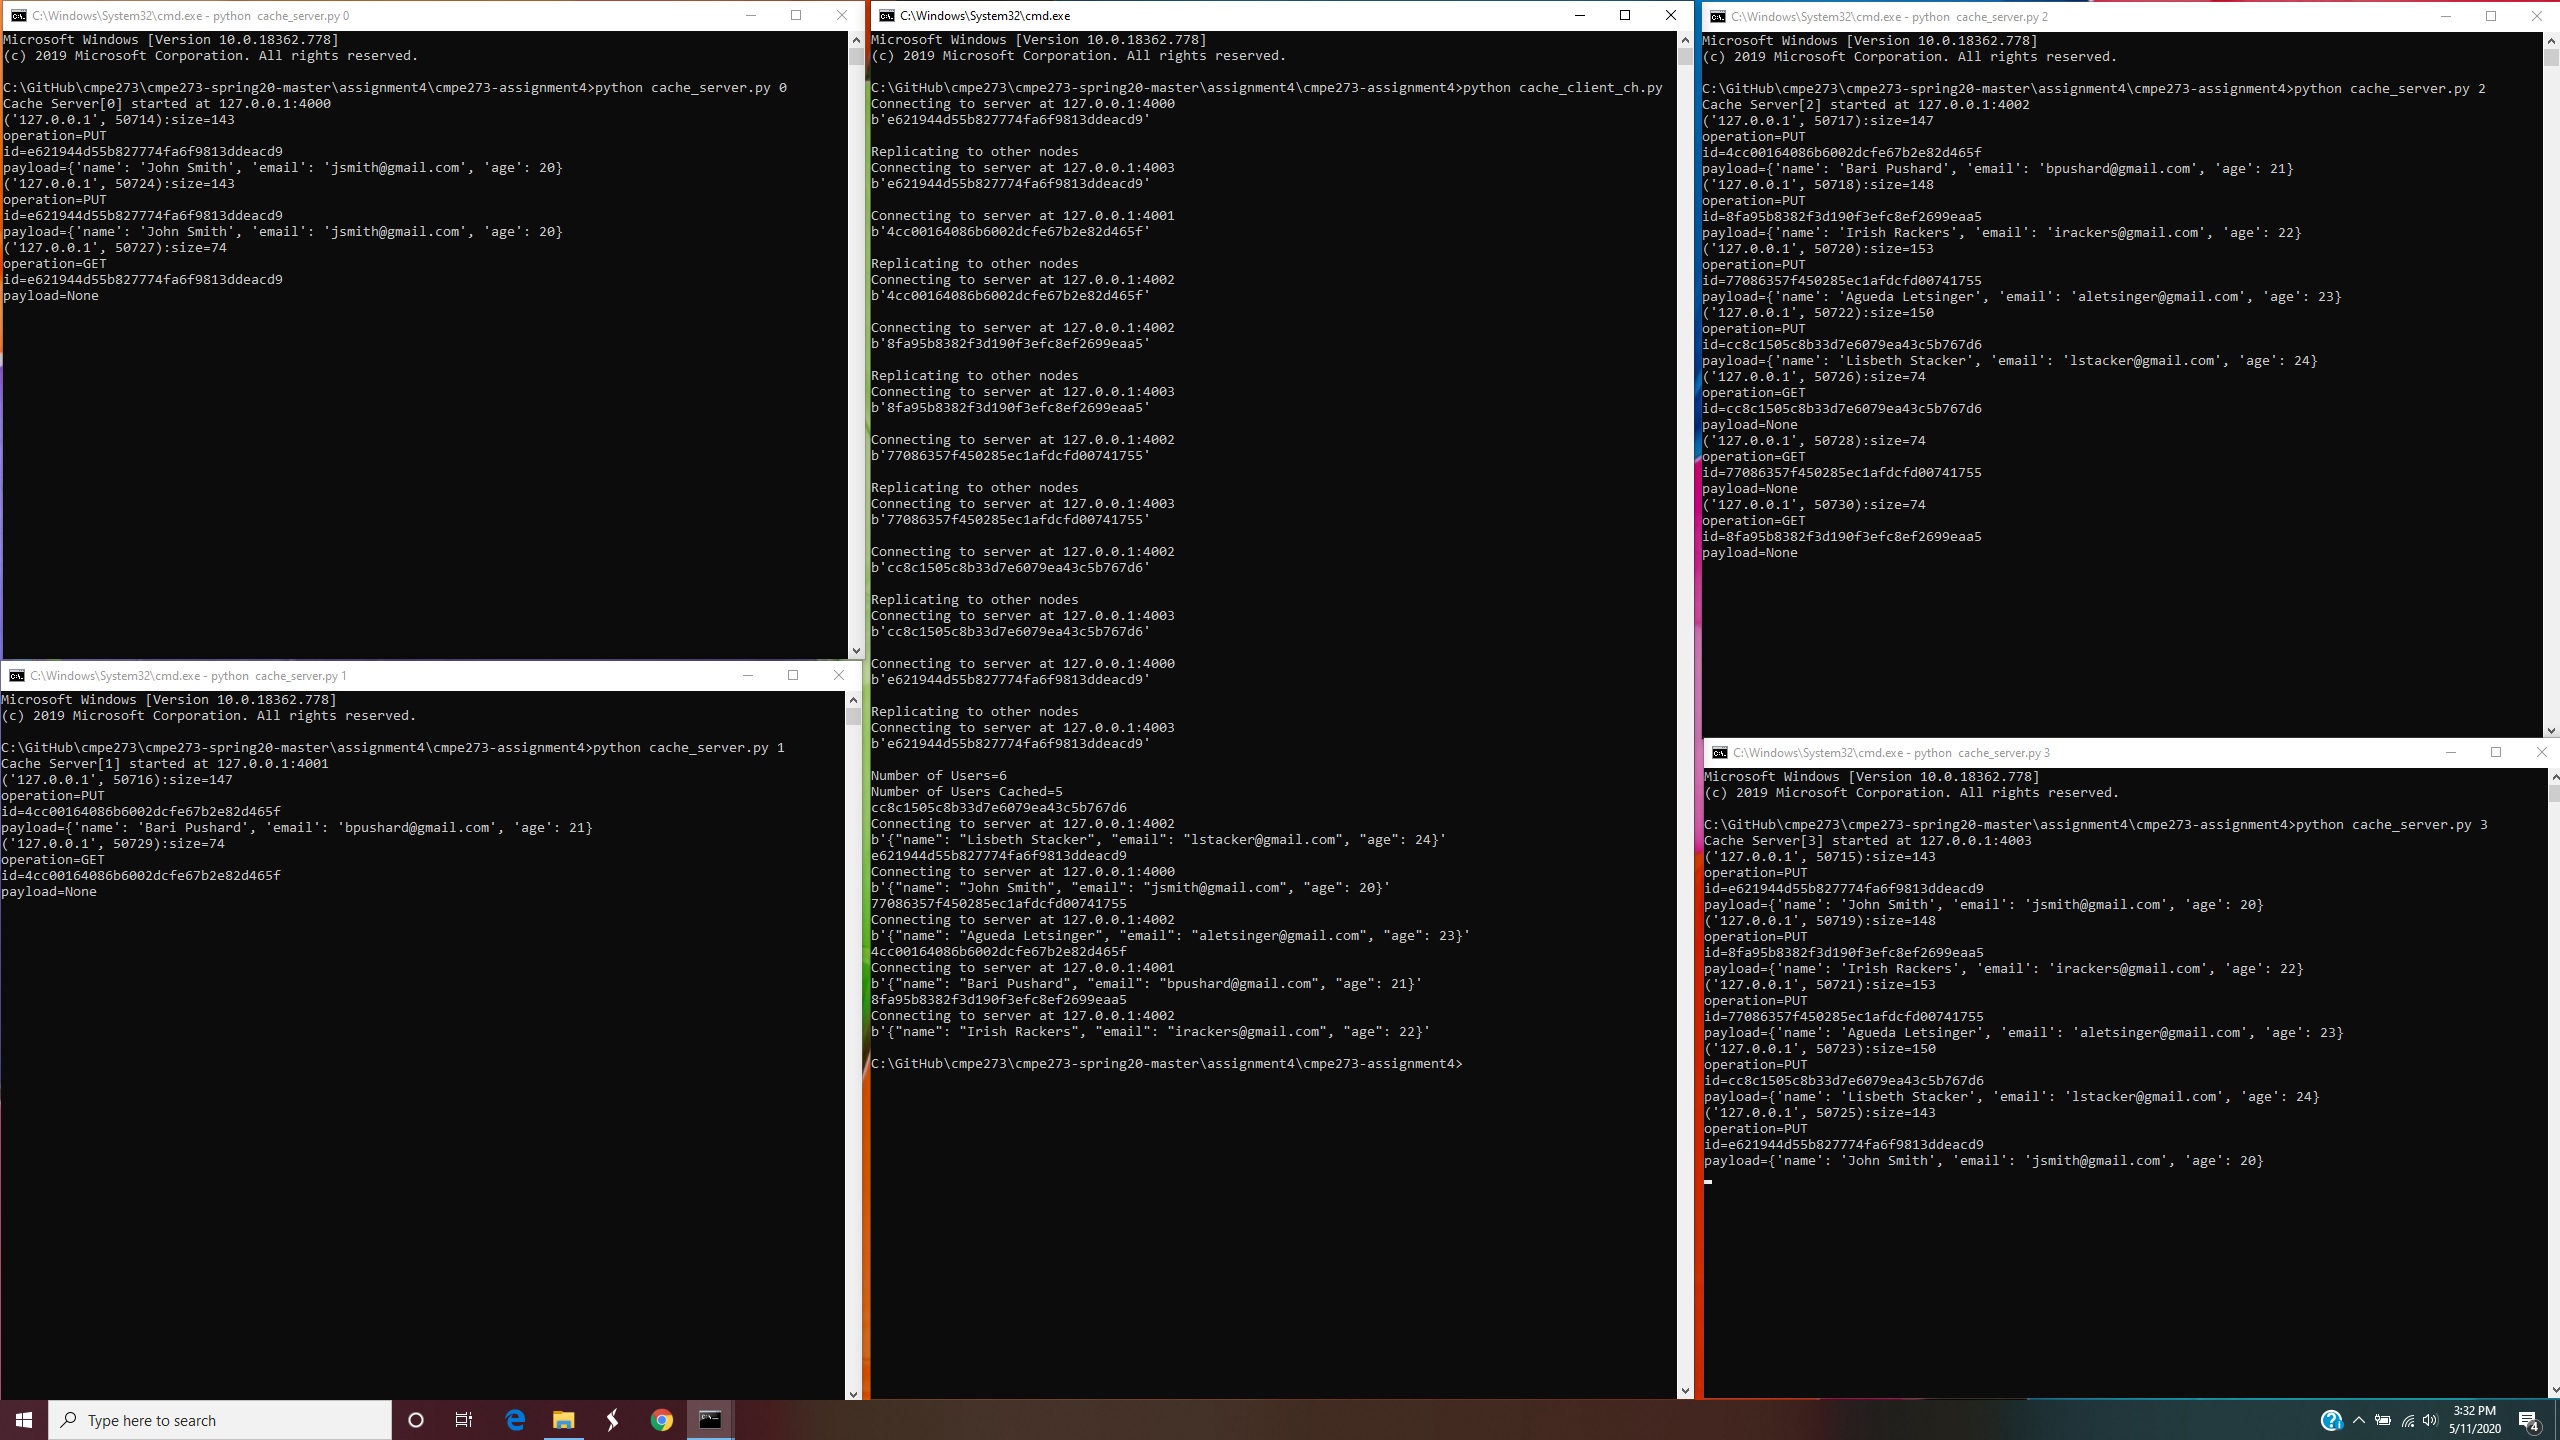 C:\Windows\System32\cmd.exe - python  cache_server.py 0
Microsoft Windows [Version 10.0.18362.778]
(c) 2019 Microsoft Corporation. All rights reserved.
C:\GitHub\cmpe273\cmpe273-spring20-master\assignment4\cmpe273-assignment4>python cache_server.py 0
Cache Server[0] started at 127.0.0.1:4000
('127.0.0.1', 50714):size=143
operation=PUT
id=e621944d55b827774fa6f9813ddeacd9
payload={'name': 'John Smith', 'email': 'jsmith@gmail.com', 'age': 20}
('127.0.0.1', 50724):size=143
operation=PUT
id=e621944d55b827774fa6f9813ddeacd9
payload={'name': 'John Smith', 'email': 'jsmith@gmail.com', 'age': 20}
('127.0.0.1', 50727):size=74
operation=GET
id=e621944d55b827774fa6f9813ddeacd9
payload=None
C:\Windows\System32\cmd.exe - python  cache_server.py 1
Microsoft Windows [Version 10.0.18362.778]
(c) 2019 Microsoft Corporation. All rights reserved.
C:\GitHub\cmpe273\cmpe273-spring20-master\assignment4\cmpe273-assignment4>python cache_server.py 1
Cache Server[1] started at 127.0.0.1:4001
('127.0.0.1', 50716):size=147
operation=PUT
id=4cc00164086b6002dcfe67b2e82d465f
payload={'name': 'Bari Pushard', 'email': 'bpushard@gmail.com', 'age': 21}
('127.0.0.1', 50729):size=74
operation=GET
id=4cc00164086b6002dcfe67b2e82d465f
payload=None
C:\Windows\System32\cmd.exe
Microsoft Windows [Version 10.0.18362.778]
(c) 2019 Microsoft Corporation. All rights reserved.
C:\GitHub\cmpe273\cmpe273-spring20-master\assignment4\cmpe273-assignment4>python cache_client_ch.py
Connecting to server at 127.0.0.1:4000
b'e621944d55b827774fa6f9813ddeacd9'
Replicating to other nodes
Connecting to server at 127.0.0.1:4003
b'e621944d55b827774fa6f9813ddeacd9'
Connecting to server at 127.0.0.1:4001
b'4cc00164086b6002dcfe67b2e82d465f'
Replicating to other nodes
Connecting to server at 127.0.0.1:4002
b'4cc00164086b6002dcfe67b2e82d465f'
Connecting to server at 127.0.0.1:4002
b'8fa95b8382f3d190f3efc8ef2699eaa5'
Replicating to other nodes
Connecting to server at 127.0.0.1:4003
b'8fa95b8382f3d190f3efc8ef2699eaa5'
Connecting to server at 127.0.0.1:4002
b'77086357f450285ec1afdcfd00741755'
Replicating to other nodes
Connecting to server at 127.0.0.1:4003
b'77086357f450285ec1afdcfd00741755'
Connecting to server at 127.0.0.1:4002
b'cc8c1505c8b33d7e6079ea43c5b767d6'
Replicating to other nodes
Connecting to server at 127.0.0.1:4003
b'cc8c1505c8b33d7e6079ea43c5b767d6'
Connecting to server at 127.0.0.1:4000
b'e621944d55b827774fa6f9813ddeacd9'
Replicating to other nodes
Connecting to server at 127.0.0.1:4003
b'e621944d55b827774fa6f9813ddeacd9'
Number of Users=6
Number of Users Cached=5
cc8c1505c8b33d7e6079ea43c5b767d6
Connecting to server at 127.0.0.1:4002
b'{"name": "Lisbeth Stacker", "email": "lstacker@gmail.com", "age": 24}'
e621944d55b827774fa6f9813ddeacd9
Connecting to server at 127.0.0.1:4000
b'{"name": "John Smith", "email": "jsmith@gmail.com", "age": 20}'
77086357f450285ec1afdcfd00741755
Connecting to server at 127.0.0.1:4002
b'{"name": "Agueda Letsinger", "email": "aletsinger@gmail.com", "age": 23}'
4cc00164086b6002dcfe67b2e82d465f
Connecting to server at 127.0.0.1:4001
b'{"name": "Bari Pushard", "email": "bpushard@gmail.com", "age": 21}'
8fa95b8382f3d190f3efc8ef2699eaa5
Connecting to server at 127.0.0.1:4002
b'{"name": "Irish Rackers", "email": "irackers@gmail.com", "age": 22}'
C:\GitHub\cmpe273\cmpe273-spring20-master\assignment4\cmpe273-assignment4>
C:\Windows\System32\cmd.exe - python  cache_server.py 2
Microsoft Windows [Version 10.0.18362.778]
(c) 2019 Microsoft Corporation. All rights reserved.
C:\GitHub\cmpe273\cmpe273-spring20-master\assignment4\cmpe273-assignment4>python cache_server.py 2
Cache Server[2] started at 127.0.0.1:4002
('127.0.0.1', 50717):size=147
operation=PUT
id=4cc00164086b6002dcfe67b2e82d465f
payload={'name': 'Bari Pushard', 'email': 'bpushard@gmail.com', 'age': 21}
('127.0.0.1', 50718):size=148
operation=PUT
id=8fa95b8382f3d190f3efc8ef2699eaa5
payload={'name': 'Irish Rackers', 'email': 'irackers@gmail.com', 'age': 22}
('127.0.0.1', 50720):size=153
operation=PUT
id=77086357f450285ec1afdcfd00741755
payload={'name': 'Agueda Letsinger', 'email': 'aletsinger@gmail.com', 'age': 23}
('127.0.0.1', 50722):size=150
operation=PUT
id=cc8c1505c8b33d7e6079ea43c5b767d6
payload={'name': 'Lisbeth Stacker', 'email': 'lstacker@gmail.com', 'age': 24}
('127.0.0.1', 50726):size=74
operation=GET
id=cc8c1505c8b33d7e6079ea43c5b767d6
payload=None
('127.0.0.1', 50728):size=74
operation=GET
id=77086357f450285ec1afdcfd00741755
payload=None
('127.0.0.1', 50730):size=74
operation=GET
id=8fa95b8382f3d190f3efc8ef2699eaa5
payload=None
C:\Windows\System32\cmd.exe - python  cache_server.py 3
Microsoft Windows [Version 10.0.18362.778]
(c) 2019 Microsoft Corporation. All rights reserved.
C:\GitHub\cmpe273\cmpe273-spring20-master\assignment4\cmpe273-assignment4>python cache_server.py 3
Cache Server[3] started at 127.0.0.1:4003
('127.0.0.1', 50715):size=143
operation=PUT
id=e621944d55b827774fa6f9813ddeacd9
payload={'name': 'John Smith', 'email': 'jsmith@gmail.com', 'age': 20}
('127.0.0.1', 50719):size=148
operation=PUT
id=8fa95b8382f3d190f3efc8ef2699eaa5
payload={'name': 'Irish Rackers', 'email': 'irackers@gmail.com', 'age': 22}
('127.0.0.1', 50721):size=153
operation=PUT
id=77086357f450285ec1afdcfd00741755
payload={'name': 'Agueda Letsinger', 'email': 'aletsinger@gmail.com', 'age': 23}
('127.0.0.1', 50723):size=150
operation=PUT
id=cc8c1505c8b33d7e6079ea43c5b767d6
payload={'name': 'Lisbeth Stacker', 'email': 'lstacker@gmail.com', 'age': 24}
('127.0.0.1', 50725):size=143
operation=PUT
id=e621944d55b827774fa6f9813ddeacd9
payload={'name': 'John Smith', 'email': 'jsmith@gmail.com', 'age': 20}
Type here to search
3:32 PM
5/11/2020
4